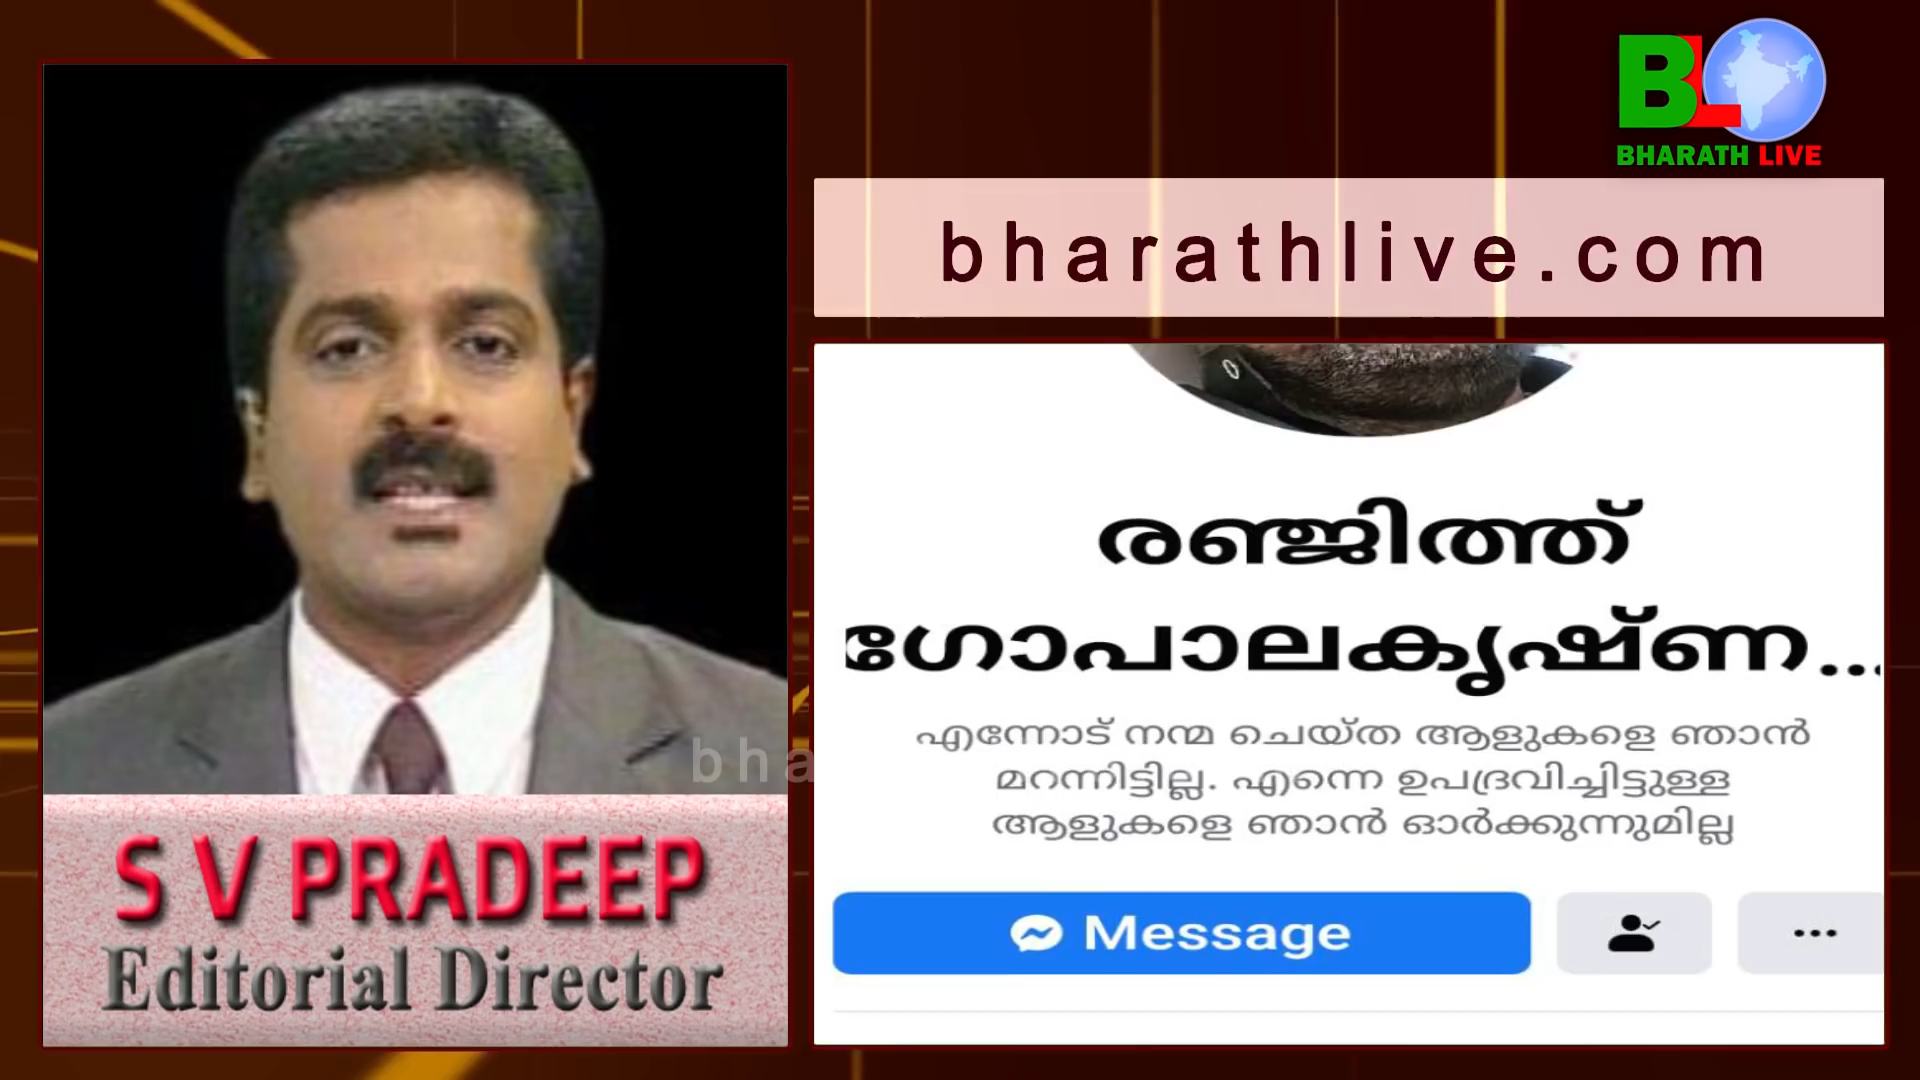 BL
BHARATH LIVE
bharathlive.com
രഞ്ജിത്ത്
ഗോപാലകൃഷ്ണ...
എന്നോട് നന്മ ചെയ്ത ആളുകളെ ഞാൻ
മറന്നിട്ടില്ല. എന്നെ ഉപദ്രവിച്ചിട്ടുള്ള
ആളുകളെ ഞാൻ ഓർക്കുന്നുമില്ല
Message
bha
S V PRADEEP
Editorial Director